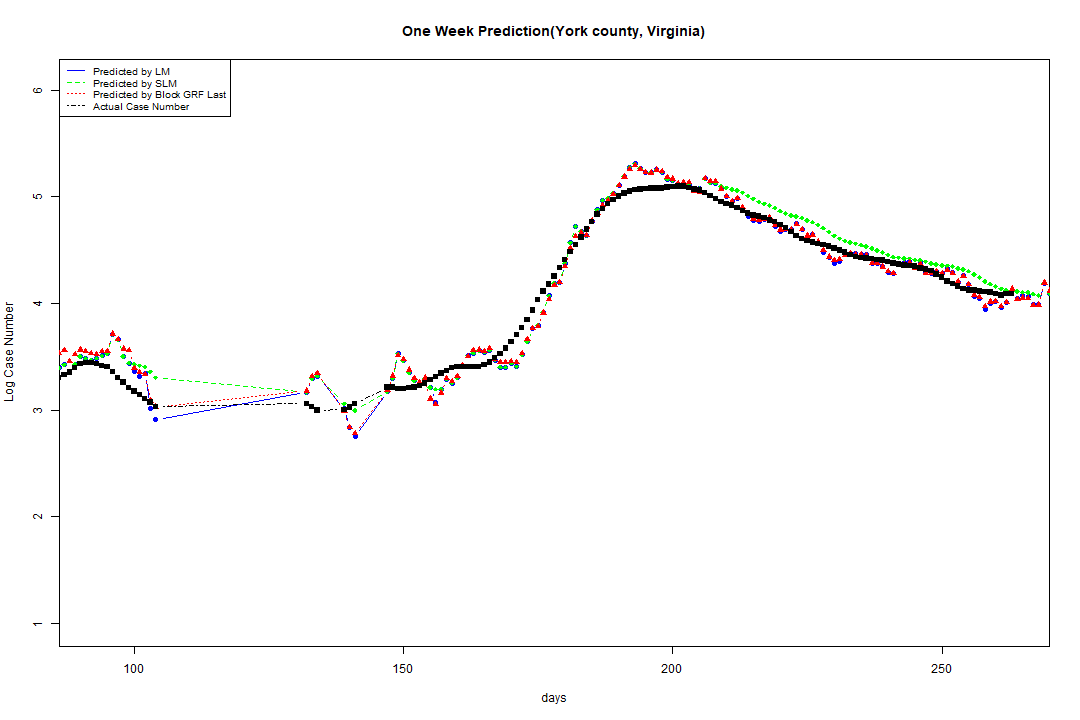 One Week Prediction(York county, Virginia)
Predicted by LM
Predicted by SLM
Predicted by Block GRF Last
Actual Case Number
6
5
4
3
2
1
Log Case Number
100
150
200
250
days